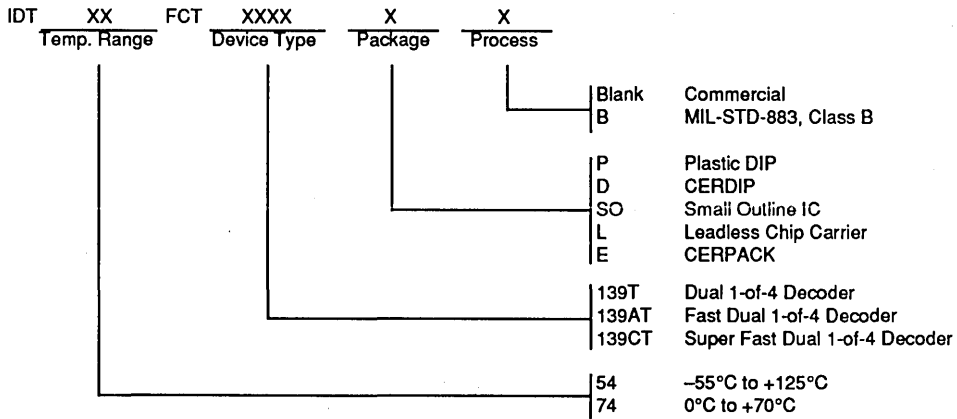 IDT XX FCT XXXX X X
Temp. Range Device Type Package Process
Blank Commercial
B MIL-STD-883, Class B
P Plastic DIP
D CERDIP
SO Small Outline IC
L Leadless Chip Carrier
E CERPACK
139T Dual 1-of-4 Decoder
139AT Fast Dual 1-of-4 Decoder
139CT Super Fast Dual 1-of-4 Decoder
54 –55°C to +125°C
74 0°C to +70°C